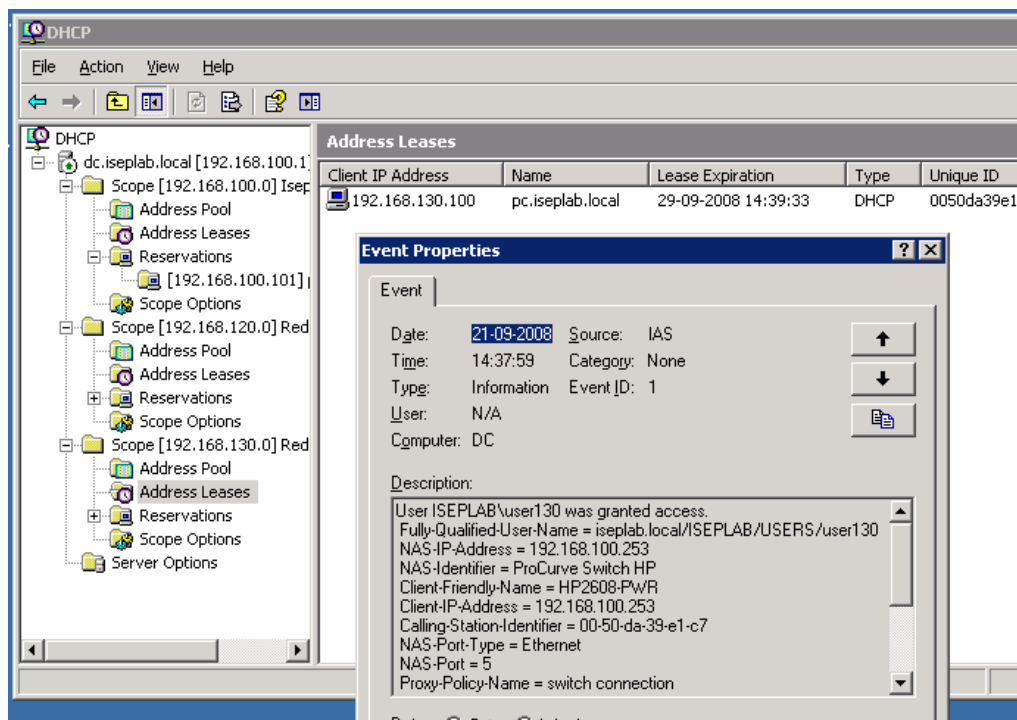 DHCP
File Action View Help
DHCP
dc.iseplab.local [192.168.100.1]
Scope [192.168.100.0] Isep
Address Pool
Address Leases
Reservations
[192.168.100.101]
Scope Options
Scope [192.168.120.0] Red
Address Pool
Address Leases
Reservations
Scope Options
Scope [192.168.130.0] Red
Address Pool
Address Leases
Reservations
Scope Options
Server Options
Address Leases
Client IP Address Name Lease Expiration Type Unique ID
192.168.130.100 pc.iseplab.local 29-09-2008 14:39:33 DHCP 0050da39e1
Event Properties
Event
Date: 21-09-2008 Source: IAS
Time: 14:37:59 Category: None
Type: Information Event ID: 1
User: N/A
Computer: DC
Description:
User ISEPLAB\user130 was granted access.
Fully-Qualified-User-Name = iseplab.local/ISEPLAB/USERS/user130
NAS-IP-Address = 192.168.100.253
NAS-Identifier = ProCurve Switch HP
Client-Friendly-Name = HP2608-PWR
Client-IP-Address = 192.168.100.253
Calling-Station-Identifier = 00-50-da-39-e1-c7
NAS-Port-Type = Ethernet
NAS-Port = 5
Proxy-Policy-Name = switch connection